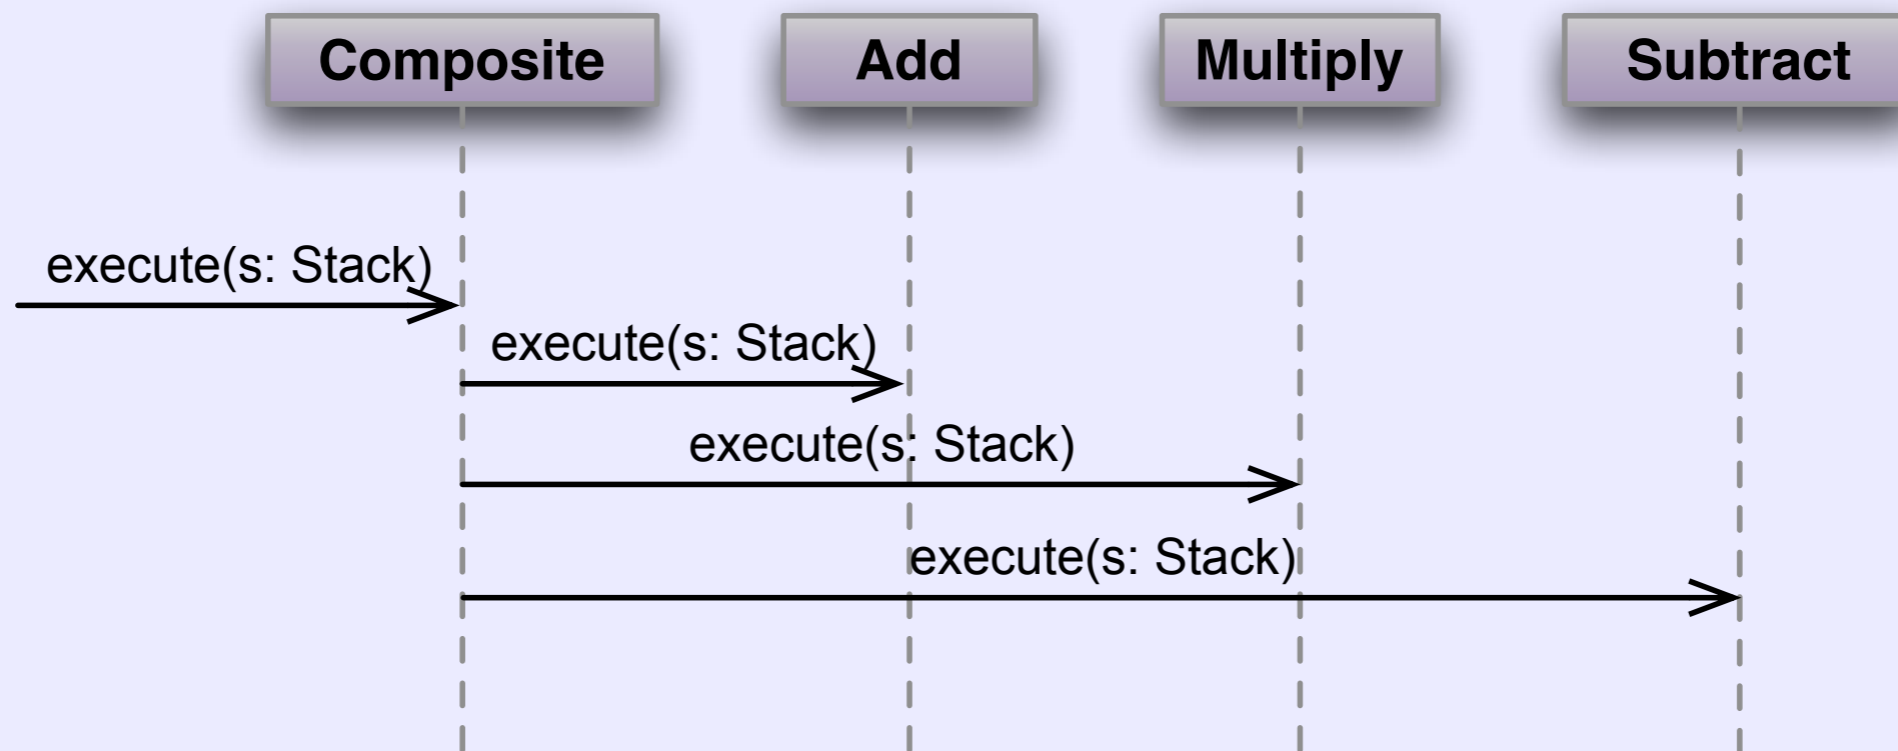 Composite
Add
Multiply
Subtract
execute(s: Stack)
execute(s: Stack)
execute(s: Stack)
execute(s: Stack)